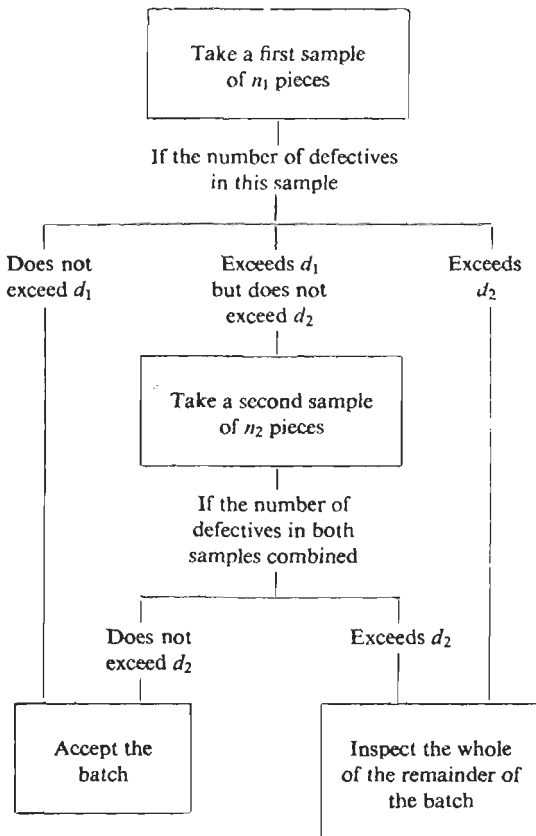 Take a first sample
of n₁ pieces
If the number of defectives
in this sample
Does not
exceed d₁
Exceeds d₁
but does not
exceed d₂
Exceeds
d₂
Take a second sample
of n₂ pieces
If the number of
defectives in both
samples combined
Does not
exceed d₂
Exceeds d₂
Accept the
batch
Inspect the whole
of the remainder of
the batch